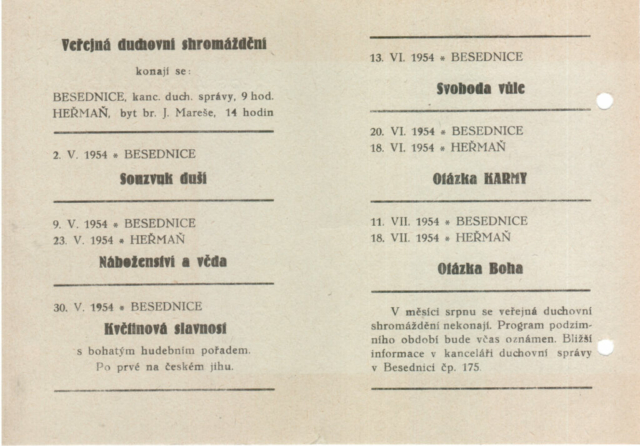 Veřejná duchovní shromáždění
konají se:
BESEDNICE, kanc. duch. správy, 9 hod.
HEŘMAŇ, byt br. J. Mareše, 14 hodin
2. V. 1954 * BESEDNICE
Souzvuk duší
9. V. 1954 * BESEDNICE
23. V. 1954 * HEŘMAŇ
Náboženství a věda
30. V. 1954 * BESEDNICE
Květinová slavnost
s bohatým hudebním pořadem.
Po prvé na českém jihu.
13. VI. 1954 * BESEDNICE
Svoboda vůle
20. VI. 1954 * BESEDNICE
18. VI. 1954 * HEŘMAŇ
Otázka KARMY
11. VII. 1954 * BESEDNICE
18. VII. 1954 * HEŘMAŇ
Otázka Boha
V měsíci srpnu se veřejná duchovní
shromáždění nekonají. Program podzim-
ního období bude včas oznámen. Bližší
informace v kanceláři duchovní správy
v Besednici čp. 175.